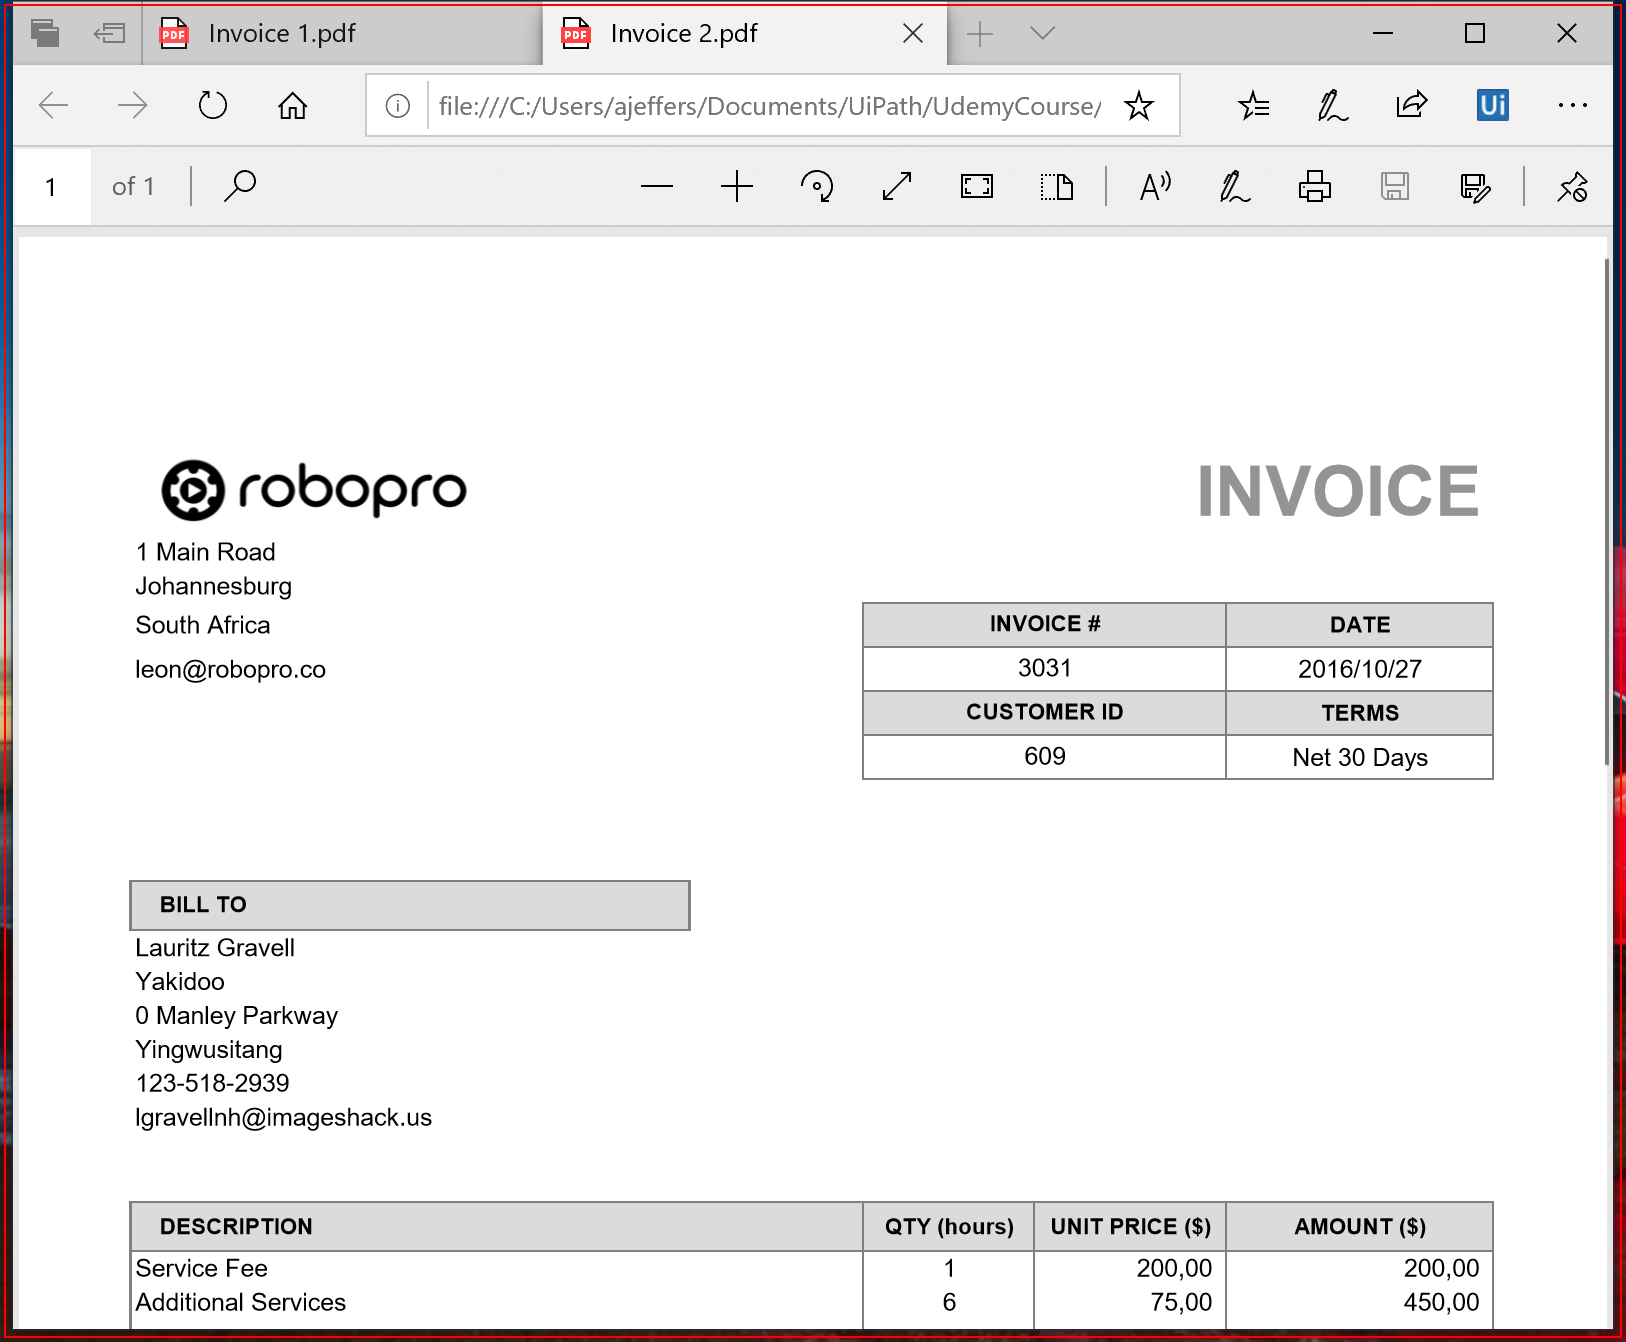 Invoice 1.pdf
Invoice 2.pdf
file:///C:/Users/ajeffers/Documents/UiPath/UdemyCourse/
Ui
1 of 1
robopro
INVOICE
1 Main Road
Johannesburg
South Africa
leon@robopro.co
INVOICE # DATE
3031 2016/10/27
CUSTOMER ID TERMS
609 Net 30 Days
BILL TO
Lauritz Gravell
Yakidoo
0 Manley Parkway
Yingwusitang
123-518-2939
lgravellnh@imageshack.us
DESCRIPTION QTY (hours) UNIT PRICE ($) AMOUNT ($)
Service Fee 1 200,00 200,00
Additional Services 6 75,00 450,00